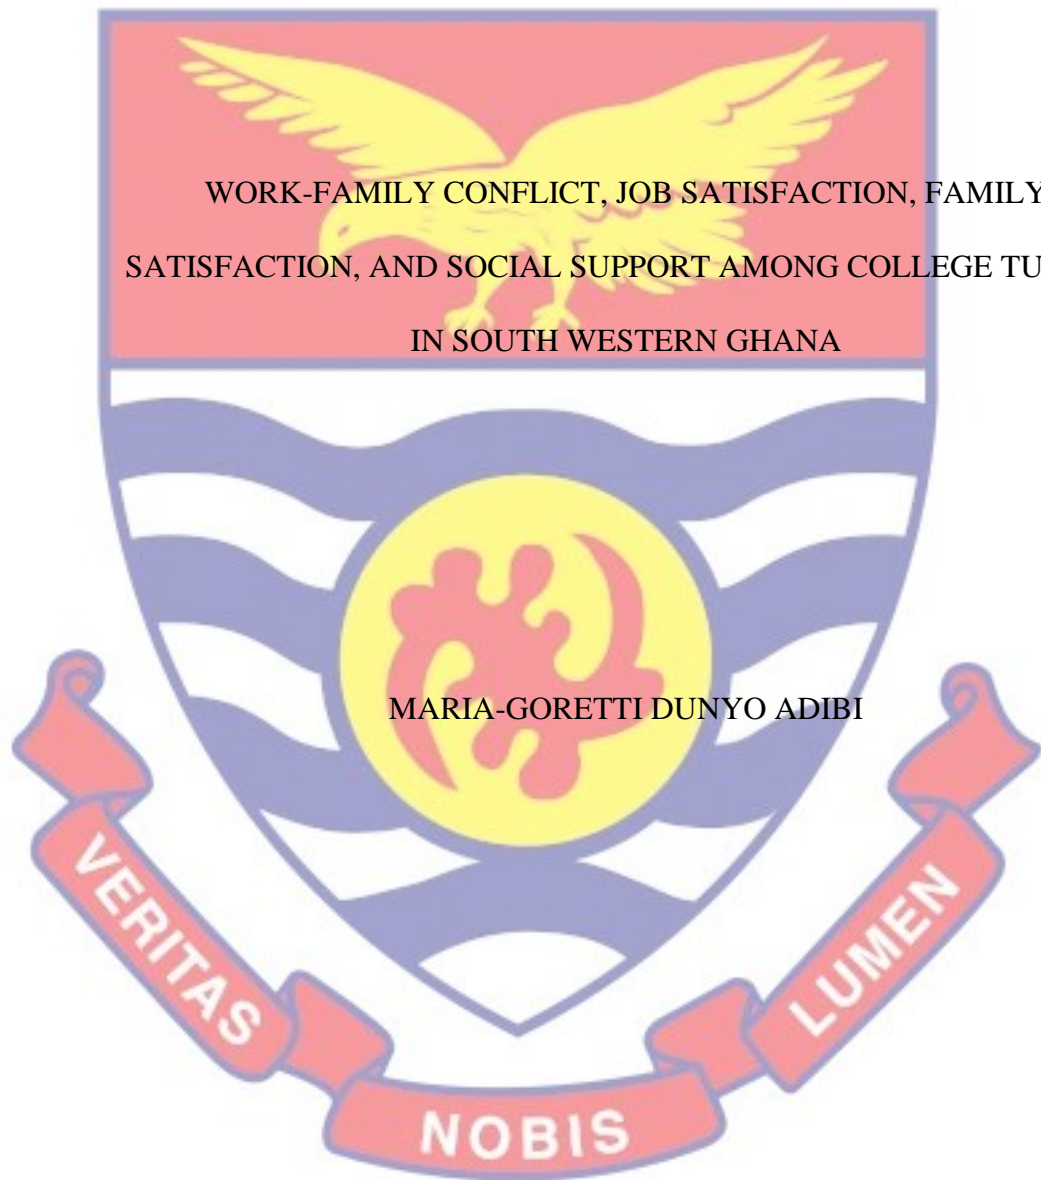 WORK-FAMILY CONFLICT, JOB SATISFACTION, FAMILY
SATISFACTION, AND SOCIAL SUPPORT AMONG COLLEGE TU
IN SOUTH WESTERN GHANA
MARIA-GORETTI DUNYO ADIBI
VERITAS
NOBIS
LUMEN